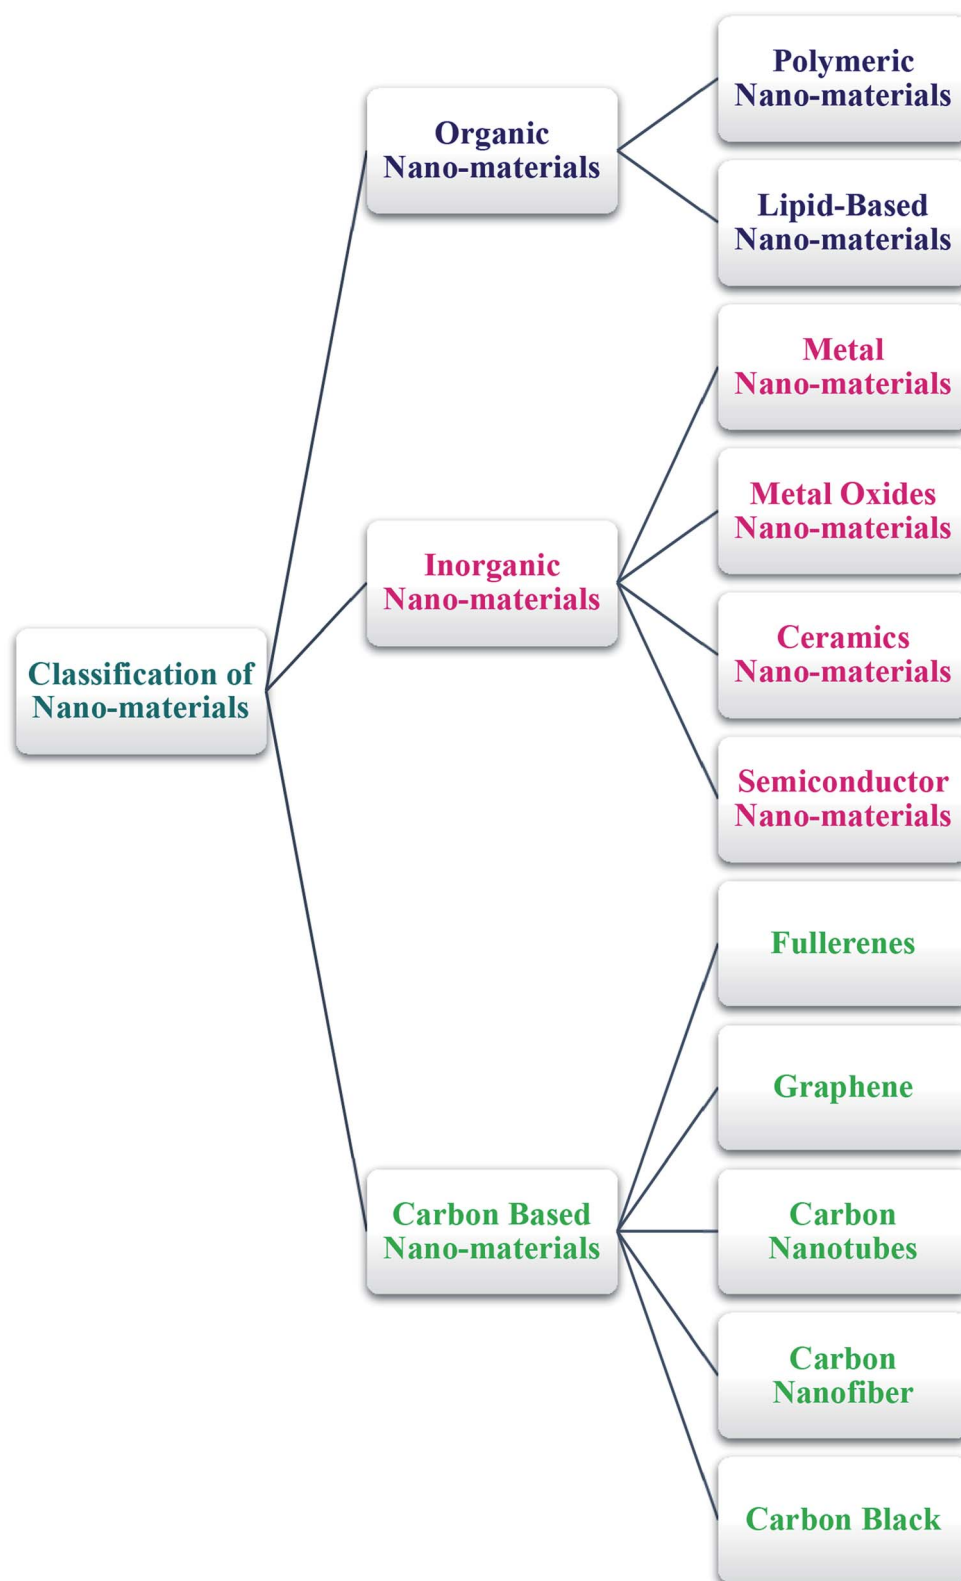 Classification of
Nano-materials
Organic
Nano-materials
Polymeric
Nano-materials
Lipid-Based
Nano-materials
Inorganic
Nano-materials
Metal
Nano-materials
Metal Oxides
Nano-materials
Ceramics
Nano-materials
Semiconductor
Nano-materials
Carbon Based
Nano-materials
Fullerenes
Graphene
Carbon
Nanotubes
Carbon
Nanofiber
Carbon Black